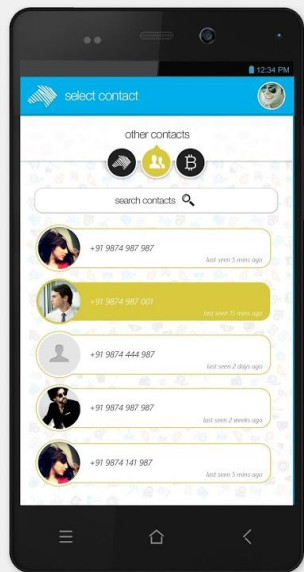 12:34 PM
select contact
other contacts
search contacts
+91 9874 987 987
last seen 5 mins ago
+91 9874 987 001
last seen 15 mins ago
+91 9874 444 987
last seen 2 days ago
+91 9874 987 987
last seen 2 weeks ago
+91 9874 141 987
last seen 5 mins ago